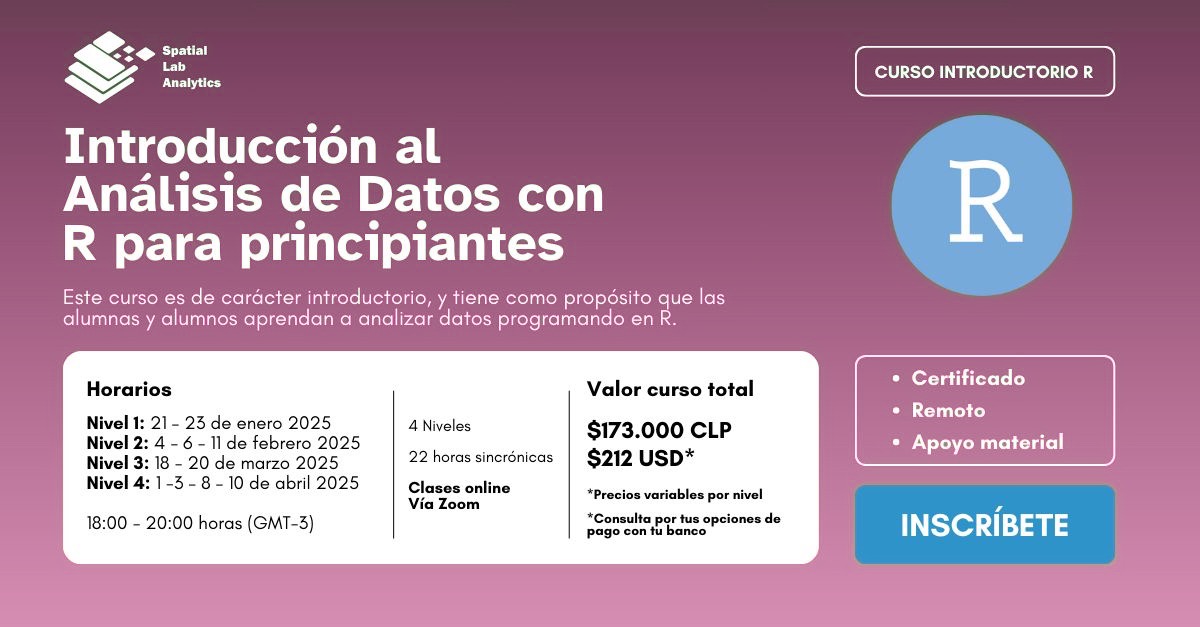 Spatial
Lab
Analytics
CURSO INTRODUCTORIO R
Introducción al
Análisis de Datos con
R para principiantes
R
Este curso es de carácter introductorio, y tiene como propósito que las
alumnas y alumnos aprendan a analizar datos programando en R.
Horarios
Nivel 1: 21 - 23 de enero 2025
Nivel 2: 4 - 6 - 11 de febrero 2025
Nivel 3: 18 - 20 de marzo 2025
Nivel 4: 1 -3 - 8 - 10 de abril 2025
18:00 - 20:00 horas (GMT-3)
4 Niveles
22 horas sincrónicas
Clases online
Vía Zoom
Valor curso total
$173.000 CLP
$212 USD*
*Precios variables por nivel
*Consulta por tus opciones de
pago con tu banco
• Certificado
• Remoto
• Apoyo material
INSCRÍBETE